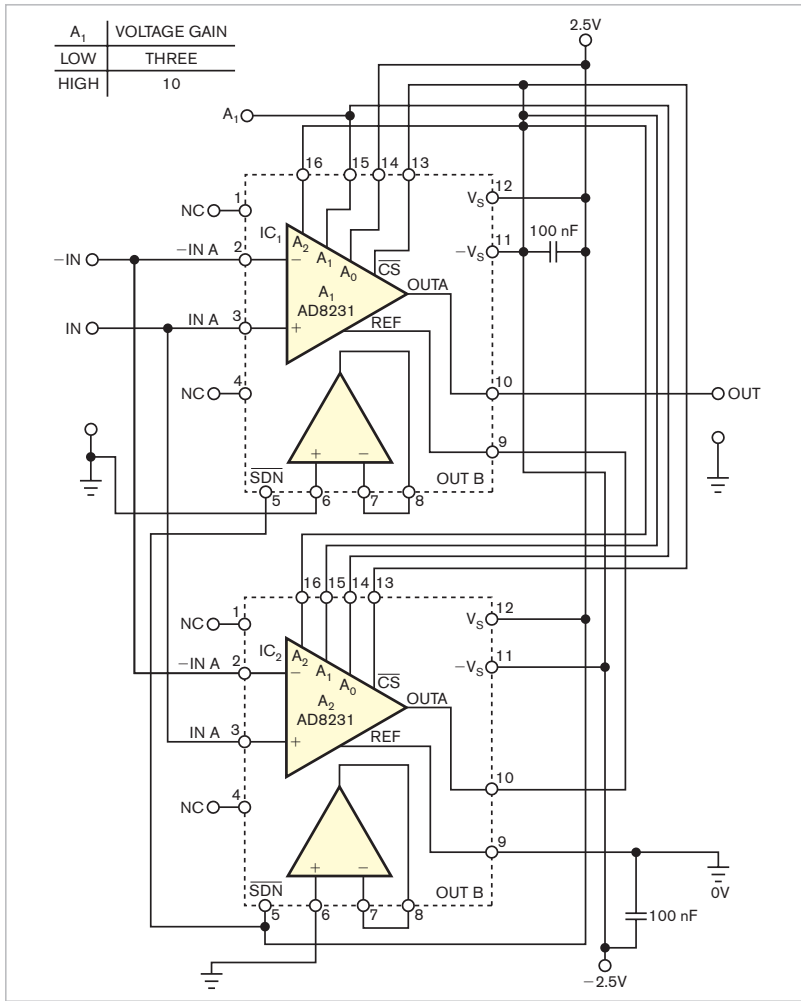 A1 VOLTAGE GAIN
LOW THREE
HIGH 10
2.5V
A1
16 15 14 13
1 NC
12 VS
IC1
A2 A1 A0 CS
11 −VS
100 nF
−IN
2 −IN A
−
A1
AD8231
OUTA
REF
IN
3 IN A
+
4 NC
10
OUT
9
+ −
SDN
OUT B
5 6 7 8
16 15 14 13
1 NC
12 VS
IC2
A2 A1 A0 CS
11 −VS
2 −IN A
−
A2
AD8231
OUTA
REF
3 IN A
+
4 NC
10
9
0V
+ −
SDN
OUT B
5 6 7 8
100 nF
−2.5V